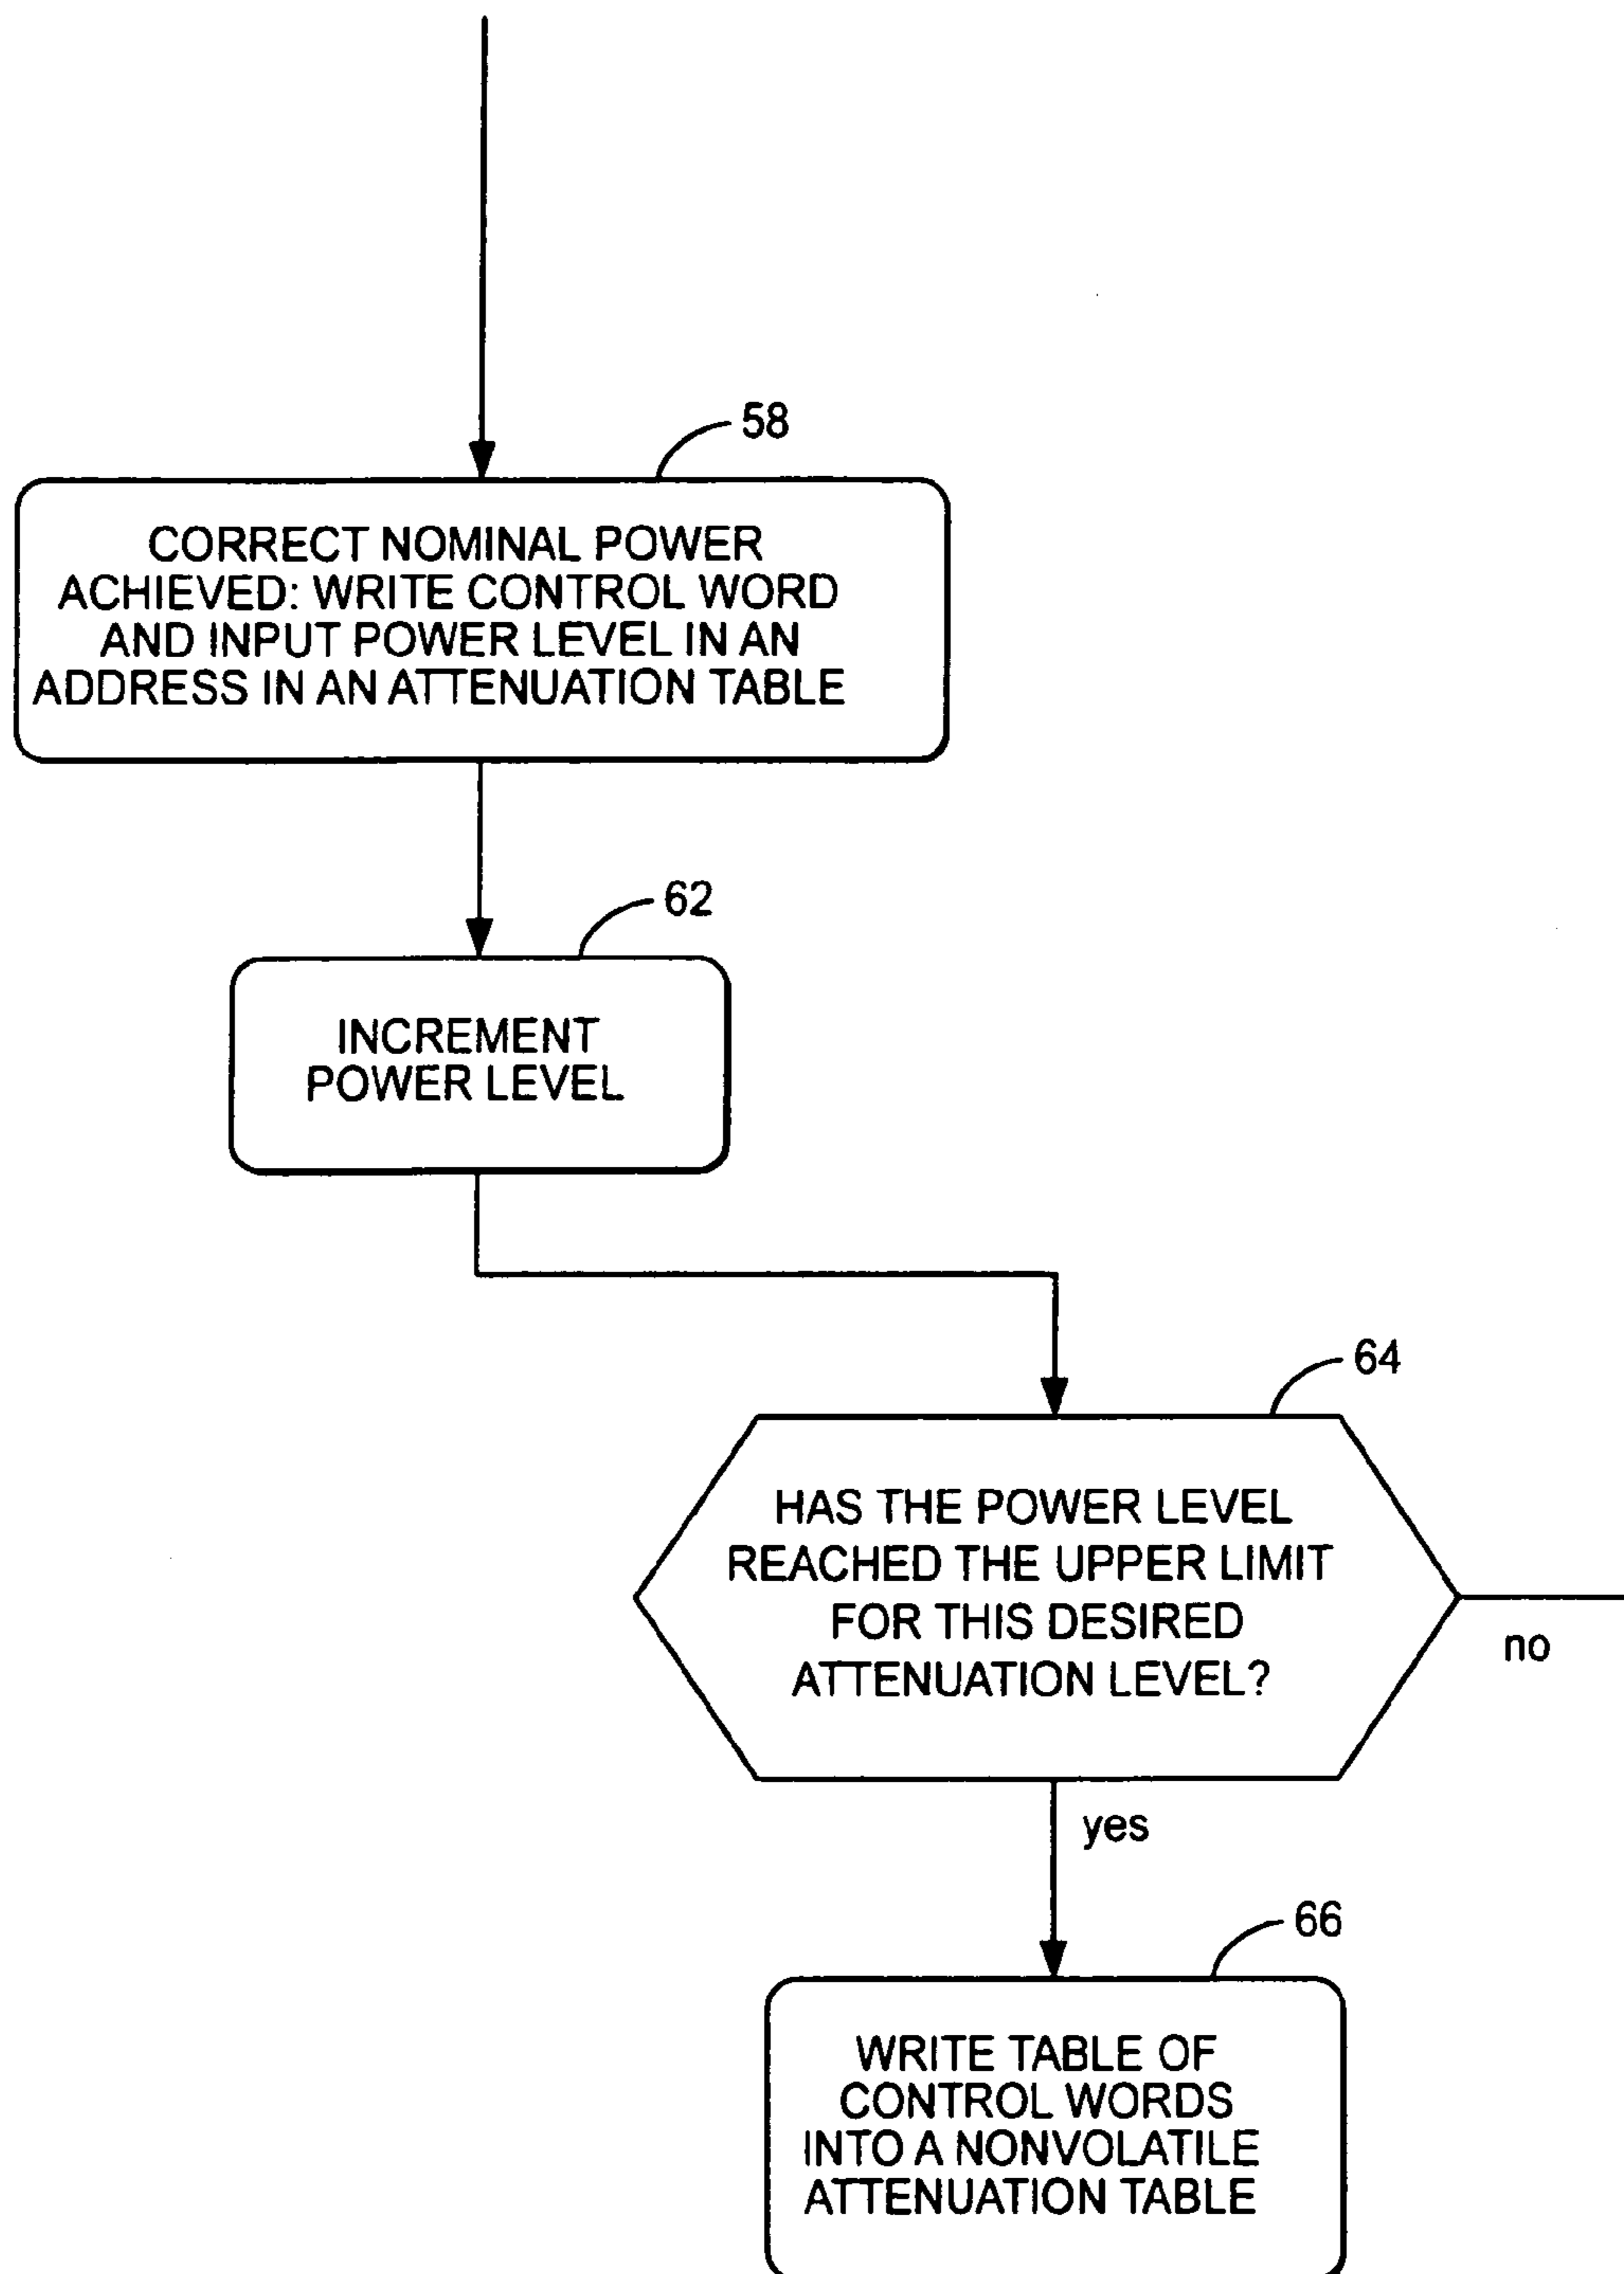 58
CORRECT NOMINAL POWER
ACHIEVED: WRITE CONTROL WORD
AND INPUT POWER LEVEL IN AN
ADDRESS IN AN ATTENUATION TABLE
62
INCREMENT
POWER LEVEL
64
HAS THE POWER LEVEL
REACHED THE UPPER LIMIT
FOR THIS DESIRED
ATTENUATION LEVEL?
no
yes
66
WRITE TABLE OF
CONTROL WORDS
INTO A NONVOLATILE
ATTENUATION TABLE